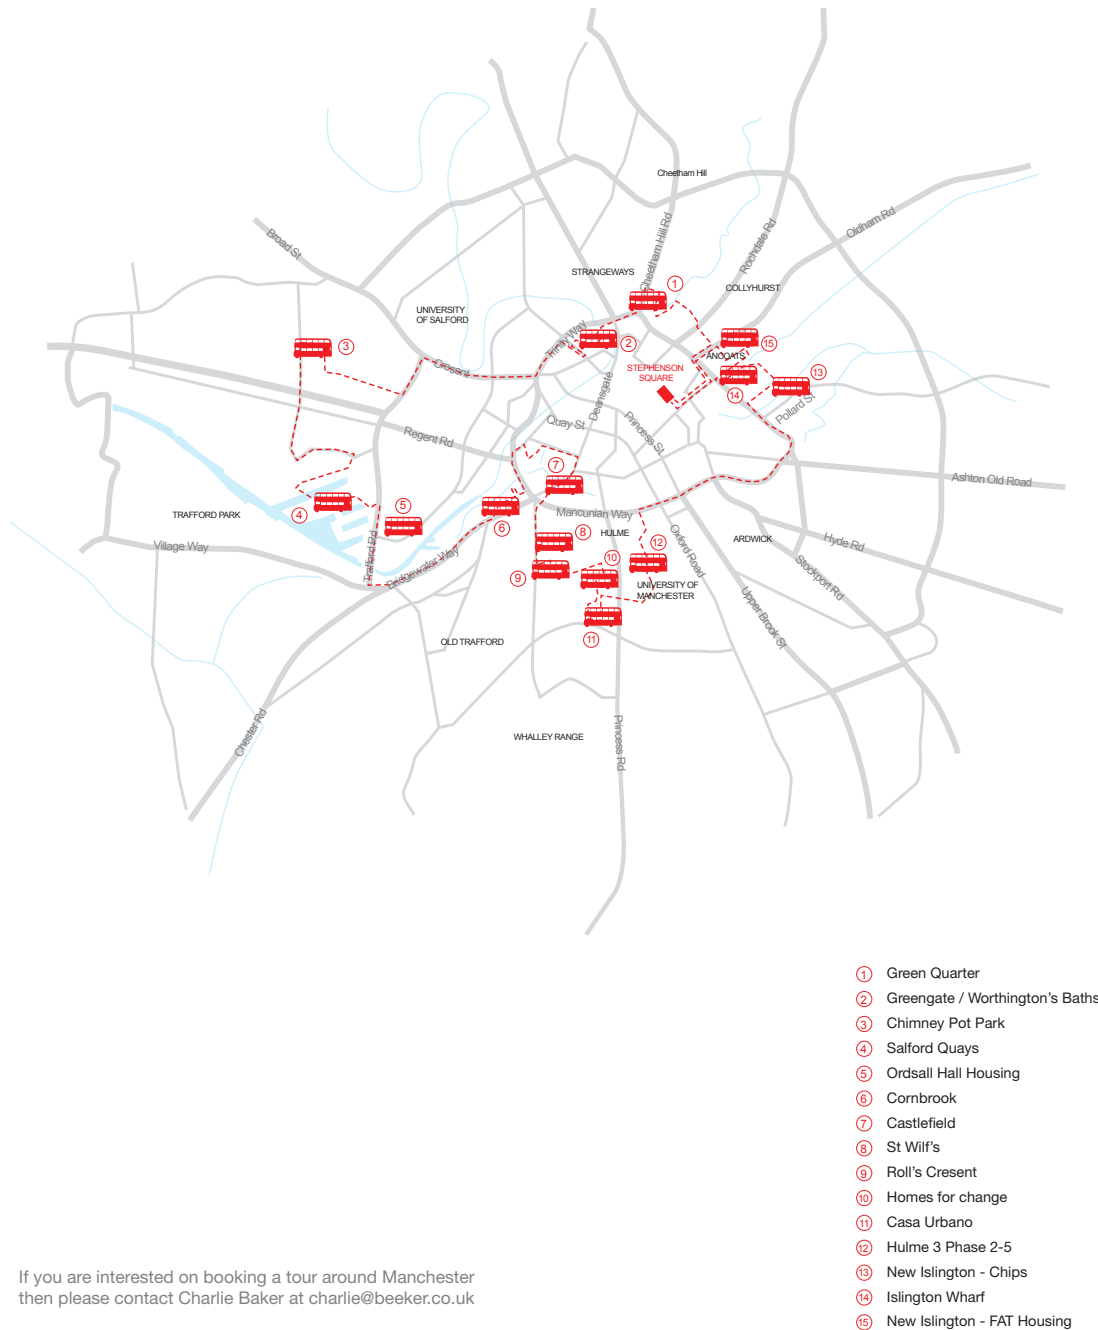 Cheetham Hill
Cheetham Hill Rd
Rochdale Rd
Oldham Rd
Broad St
STRANGEWAYS
COLLYHURST
UNIVERSITY
OF SALFORD
1
2
3
15
13
14
Trinity Way
ANCOATS
STEPHENSON
SQUARE
Cresent
Deansgate
Pollard St
Quay St
Princess St
Regent Rd
7
Ashton Old Road
4
5
6
TRAFFORD PARK
Mancunian Way
HULME
8
Oxford Road
ARDWICK
Hyde Rd
Village Way
Trafford Rd
Bridgewater Way
9
10
12
Stockport Rd
UNIVERSITY OF
MANCHESTER
Upper Brook St
OLD TRAFFORD
11
Chester Rd
WHALLEY RANGE
Princess Rd
1 Green Quarter
2 Greengate / Worthington's Baths
3 Chimney Pot Park
4 Salford Quays
5 Ordsall Hall Housing
6 Cornbrook
7 Castlefield
8 St Wilf's
9 Roll's Cresent
10 Homes for change
11 Casa Urbano
12 Hulme 3 Phase 2-5
13 New Islington - Chips
14 Islington Wharf
15 New Islington - FAT Housing
If you are interested on booking a tour around Manchester
then please contact Charlie Baker at charlie@beeker.co.uk